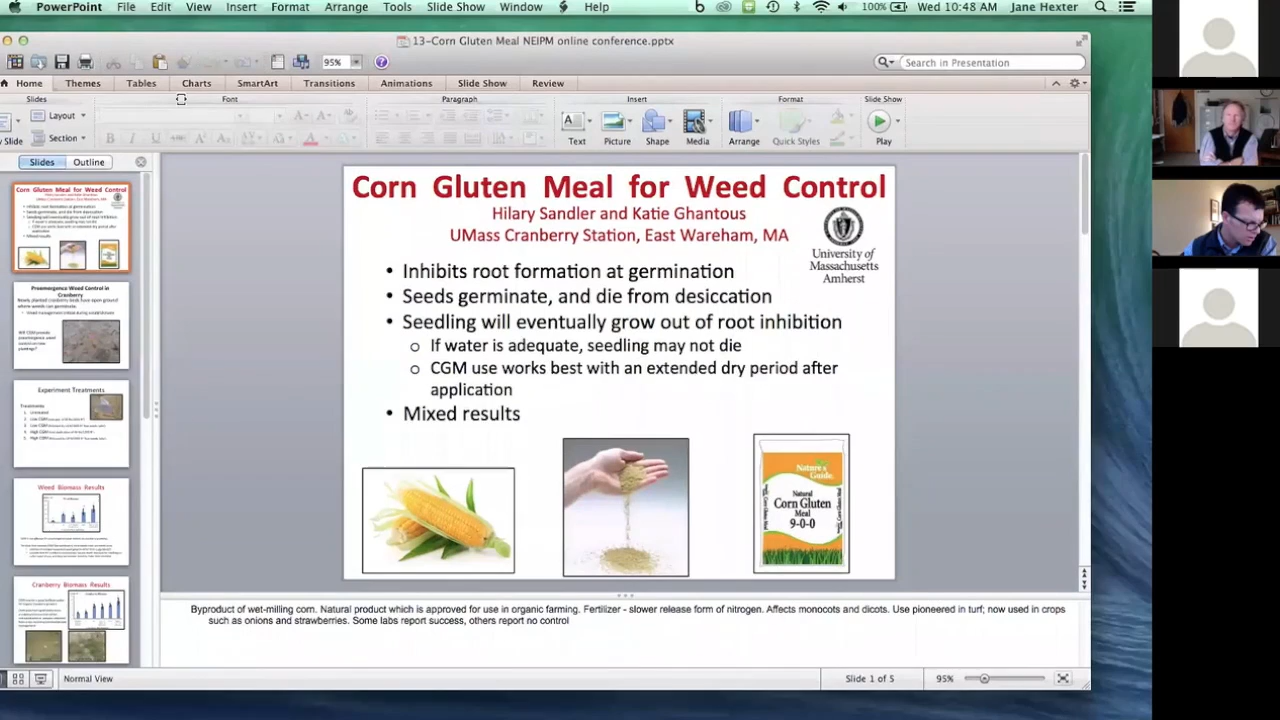 PowerPoint File Edit View Insert Format Arrange Tools Slide Show Window Help 100% Wed 10:48 AM Jane Hexter
13-Corn Gluten Meal NEIPM online conference.pptx
95% Search in Presentation
Home Themes Tables Charts SmartArt Transitions Animations Slide Show Review
Slides Font Paragraph Insert Format Slide Show
Layout
Section
Text Picture Shape Media Arrange Quick Styles Play
Slides Outline
Corn Gluten Meal for Weed Control
Hilary Sandler and Katie Ghantous
UMass Cranberry Station, East Wareham, MA
University of
Massachusetts
Amherst
• Inhibits root formation at germination
• Seeds germinate, and die from desiccation
• Seedling will eventually grow out of root inhibition
o If water is adequate, seedling may not die
o CGM use works best with an extended dry period after
application
• Mixed results
Nature's
Guide
Natural
Corn Gluten
Meal
9-0-0
Corn Gluten Meal for Weed Control
Preemergence Weed Control in
Cranberry
Experiment Treatments
Treatments:
Weed Biomass Results
Cranberry Biomass Results
Byproduct of wet-milling corn. Natural product which is approved for use in organic farming. Fertilizer - slower release form of nitrogen. Affects monocots and dicots. Use pioneered in turf; now used in crops
such as onions and strawberries. Some labs report success, others report no control
Normal View Slide 1 of 5 95%